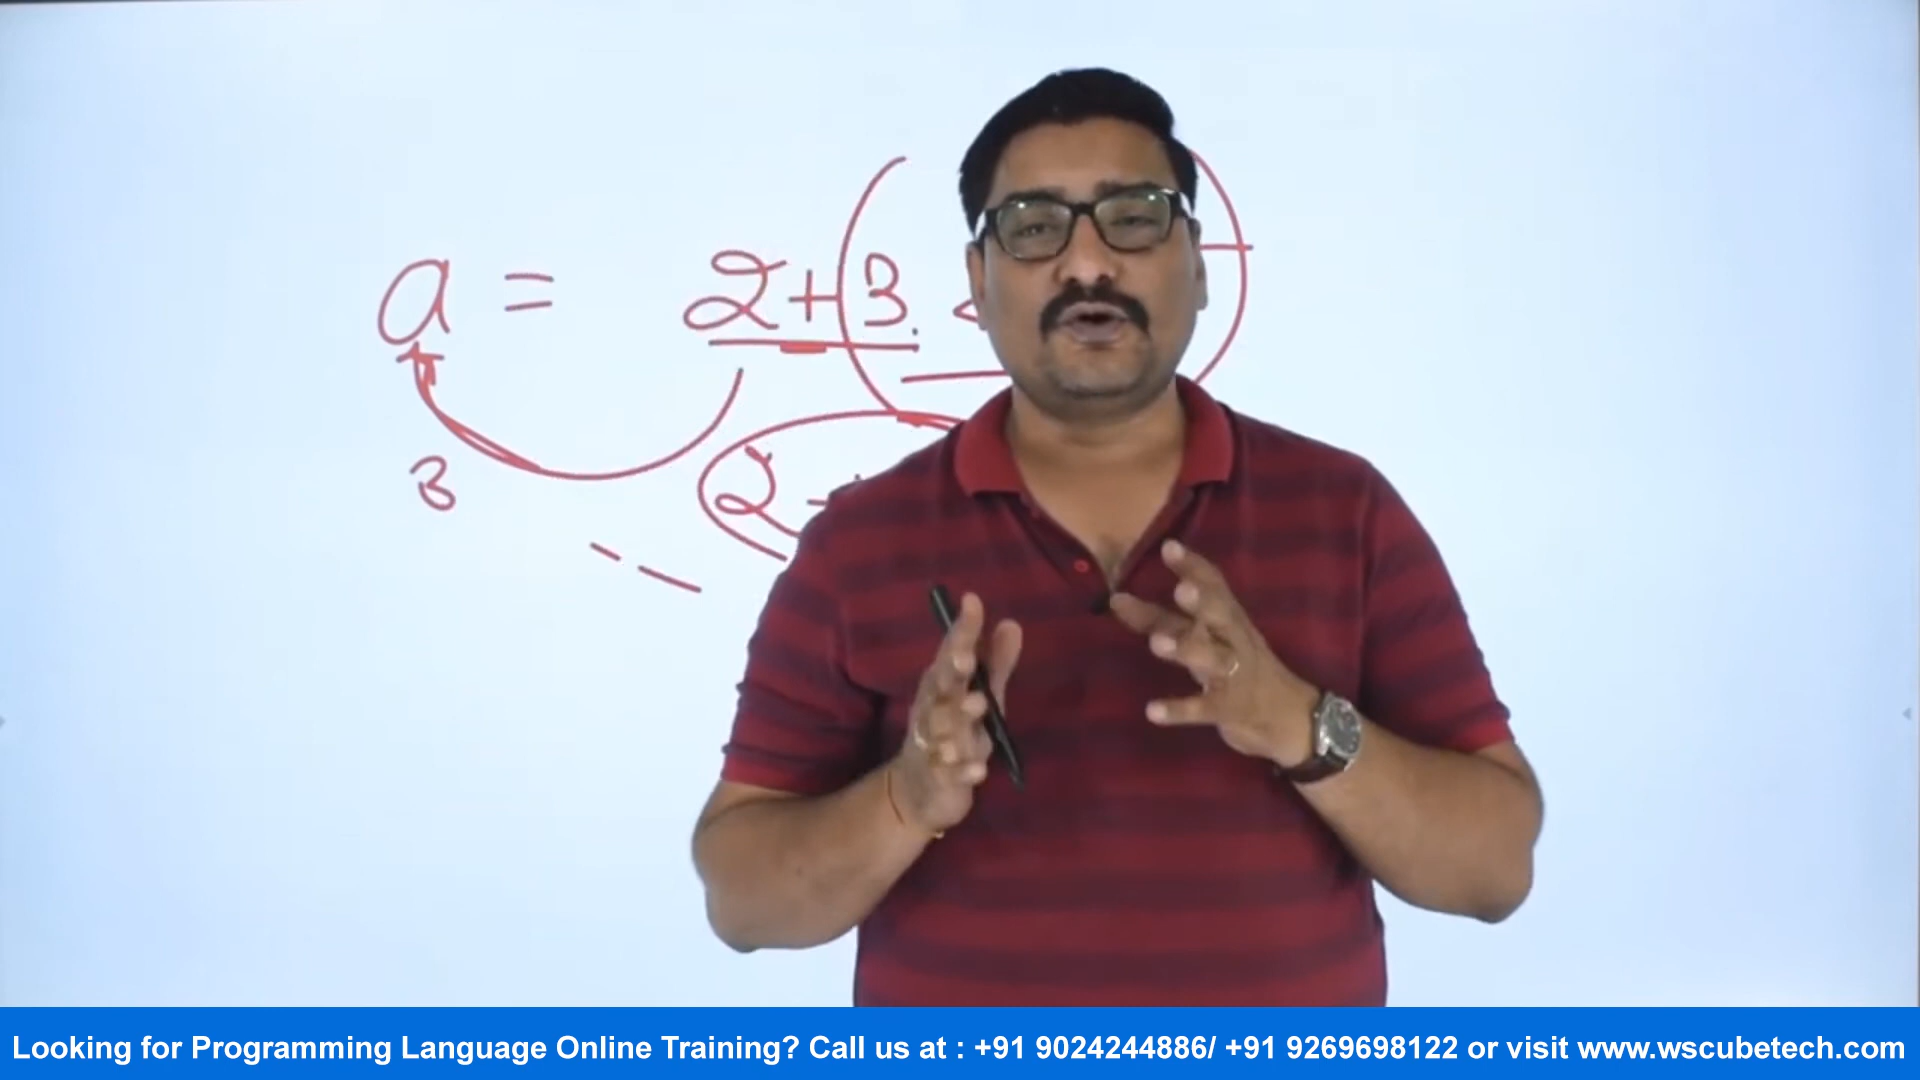 a = 2+3.
2
3
Looking for Programming Language Online Training? Call us at : +91 9024244886/ +91 9269698122 or visit www.wscubetech.com